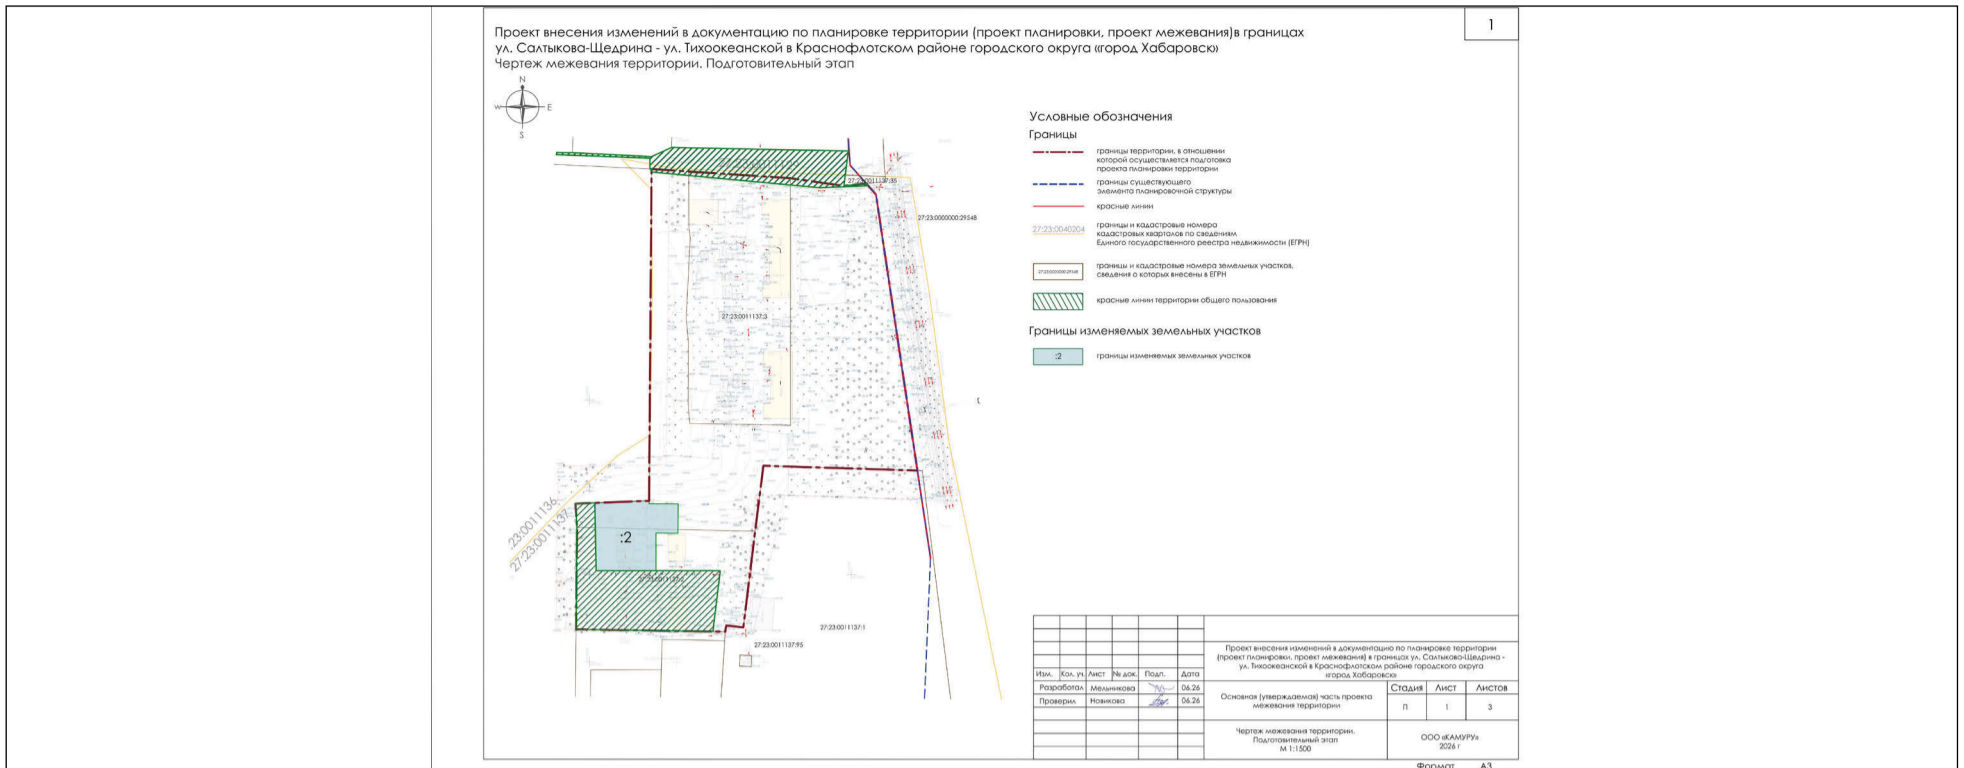 1
Проект внесения изменений в документацию по планировке территории (проект планировки, проект межевания)в границах
ул. Салтыкова-Щедрина - ул. Тихоокеанской в Краснофлотском районе городского округа «город Хабаровск»
Чертеж межевания территории. Подготовительный этап
N
W
E
S
Условные обозначения
Границы
границы территории, в отношении
которой осуществляется подготовка
проекта планировки территории
границы существующего
элемента планировочной структуры
красные линии
27:23:0040204
границы и кадастровые номера
кадастровых кварталов по сведениям
Единого государственного реестра недвижимости (ЕГРН)
границы и кадастровые номера земельных участков,
сведения о которых внесены в ЕГРН
красные линии территории общего пользования
Границы изменяемых земельных участков
:2
границы изменяемых земельных участков
27:23:0011137:35
27:23:0000000:29548
27:23:0011137:3
:23:0011136
27:23:0011137
:2
27:23:0011137:1
27:23:0011137:95
Проект внесения изменений в документацию по планировке территории
(проект планировки, проект межевания) в границах ул. Салтыкова-Щедрина -
ул. Тихоокеанской в Краснофлотском районе городского округа
«город Хабаровск»
Изм. Кол. уч. Лист № док. Подп. Дата
Разработал Мельникова 06.26
Проверил Новикова 06.26
Основная (утверждаемая) часть проекта
межевания территории
Стадия Лист Листов
П 1 3
Чертеж межевания территории.
Подготовительный этап
М 1:1500
ООО «КАМУРУ»
2026 г
Формат А3